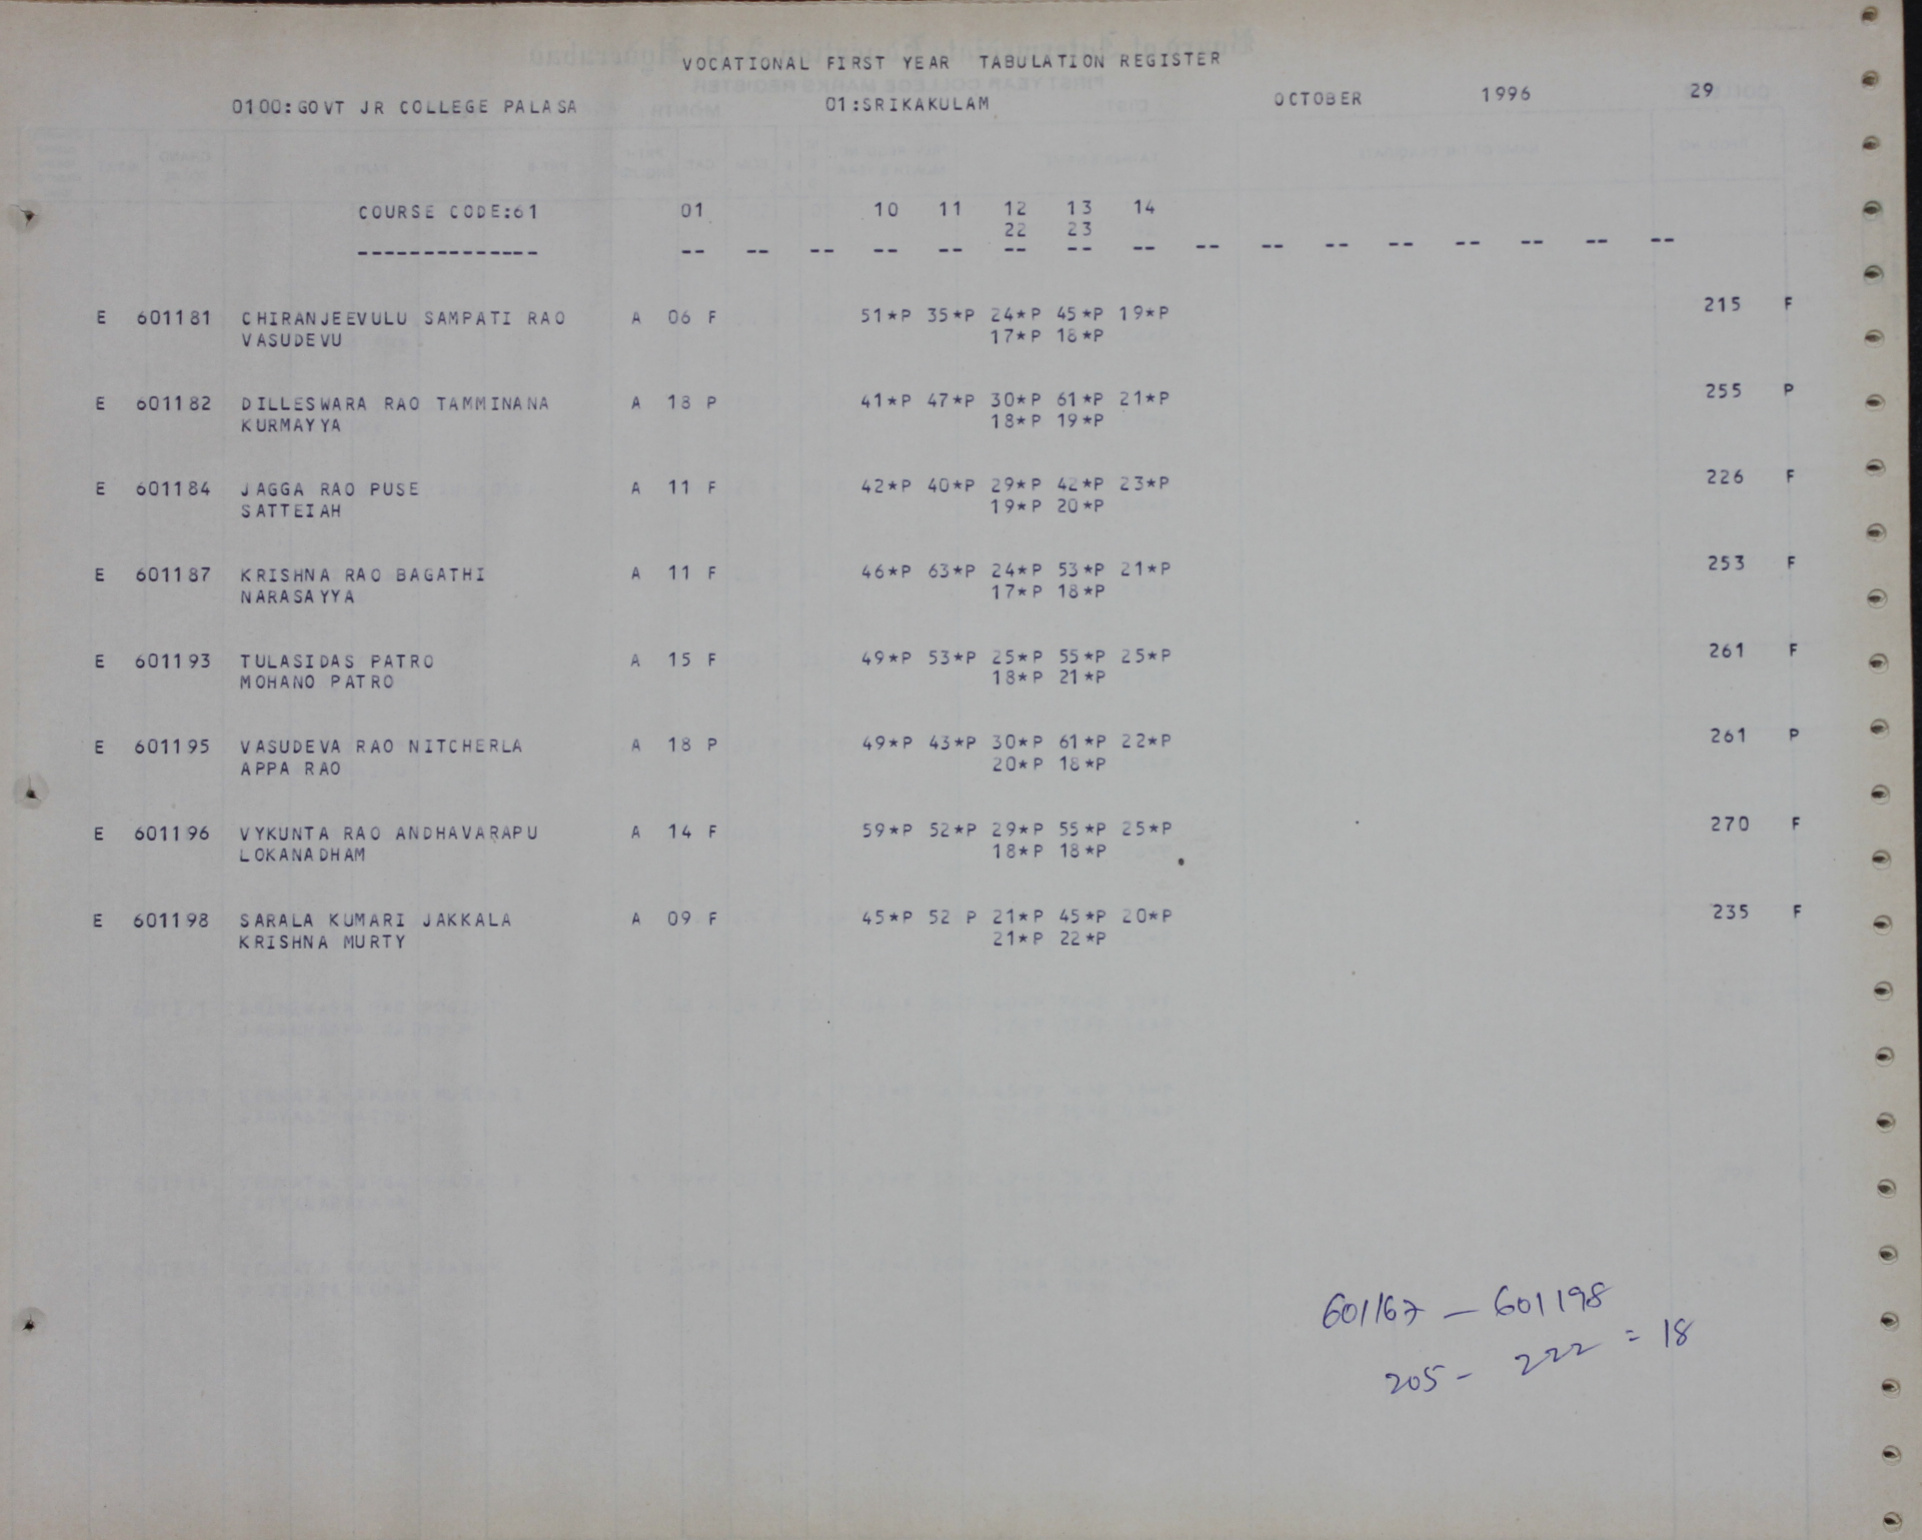 VOCATIONAL FIRST YEAR TABULATION REGISTER
0100:GOVT JR COLLEGE PALASA 01:SRIKAKULAM OCTOBER 1996 29
COURSE CODE:61 01 10 11 12 13 14
22 23
-------------- -- -- -- -- -- -- -- -- -- -- -- -- -- -- -- --
E 601181 CHIRANJEEVULU SAMPATI RAO A 06 F 51*P 35*P 24*P 45*P 19*P 215 F
VASUDEVU 17*P 18*P
E 601182 DILLESWARA RAO TAMMINANA A 18 P 41*P 47*P 30*P 61*P 21*P 255 P
KURMAYYA 18*P 19*P
E 601184 JAGGA RAO PUSE A 11 F 42*P 40*P 29*P 42*P 23*P 226 F
SATTEIAH 19*P 20*P
E 601187 KRISHNA RAO BAGATHI A 11 F 46*P 63*P 24*P 53*P 21*P 253 F
NARASAYYA 17*P 18*P
E 601193 TULASIDAS PATRO A 15 F 49*P 53*P 25*P 55*P 25*P 261 F
MOHANO PATRO 18*P 21*P
E 601195 VASUDEVA RAO NITCHERLA A 18 P 49*P 43*P 30*P 61*P 22*P 261 P
APPA RAO 20*P 18*P
E 601196 VYKUNTA RAO ANDHAVARAPU A 14 F 59*P 52*P 29*P 55*P 25*P 270 F
LOKANADHAM 18*P 18*P
E 601198 SARALA KUMARI JAKKALA A 09 F 45*P 52 P 21*P 45*P 20*P 235 F
KRISHNA MURTY 21*P 22*P
601167 — 601198
205 - 222 = 18